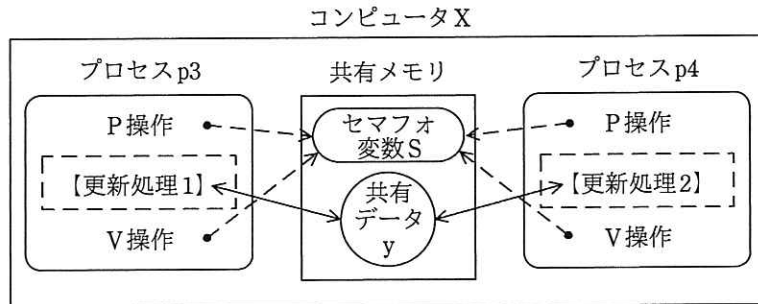 コンピュータX
プロセスp3
共有メモリ
プロセスp4
P操作
セマフォ
変数S
P操作
【更新処理1】
共有
データ
y
【更新処理2】
V操作
V操作